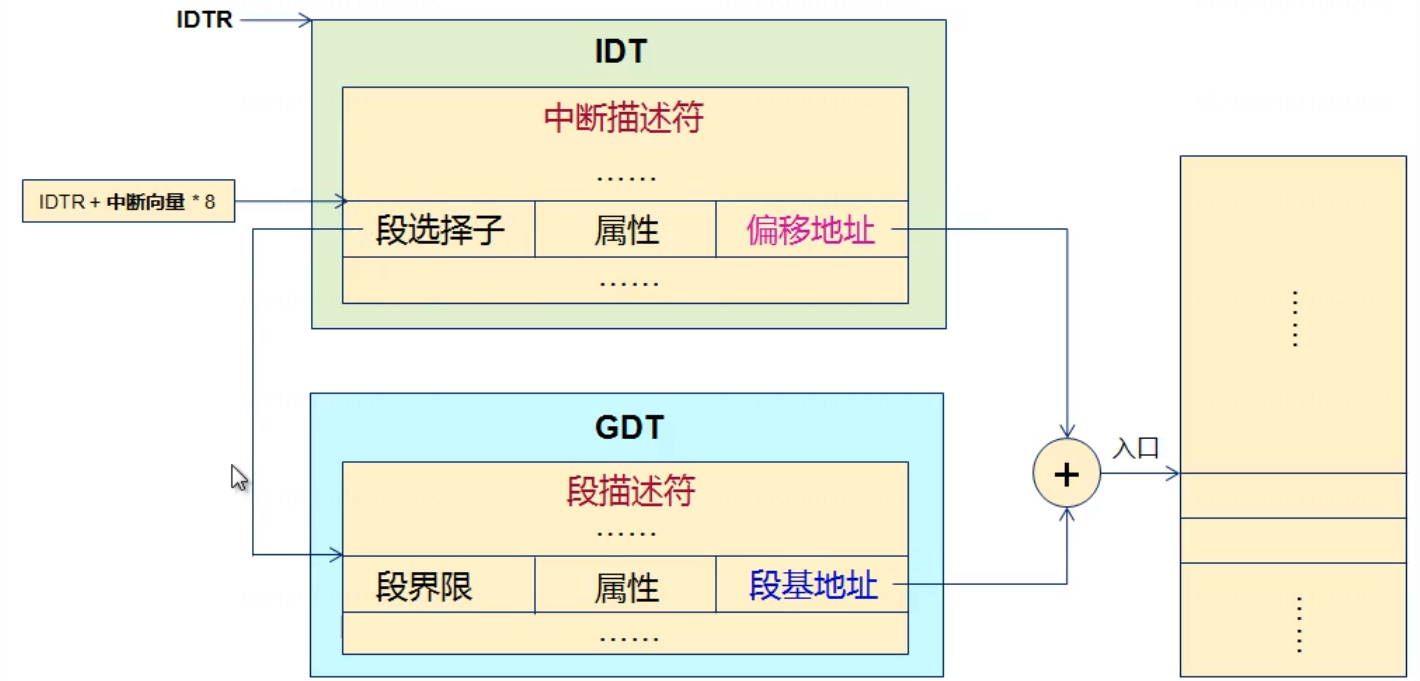 IDTR
IDT
中断描述符
……
IDTR + 中断向量 * 8
段选择子 属性 偏移地址
……
GDT
段描述符
……
段界限 属性 段基地址
……
+
入口
……
……